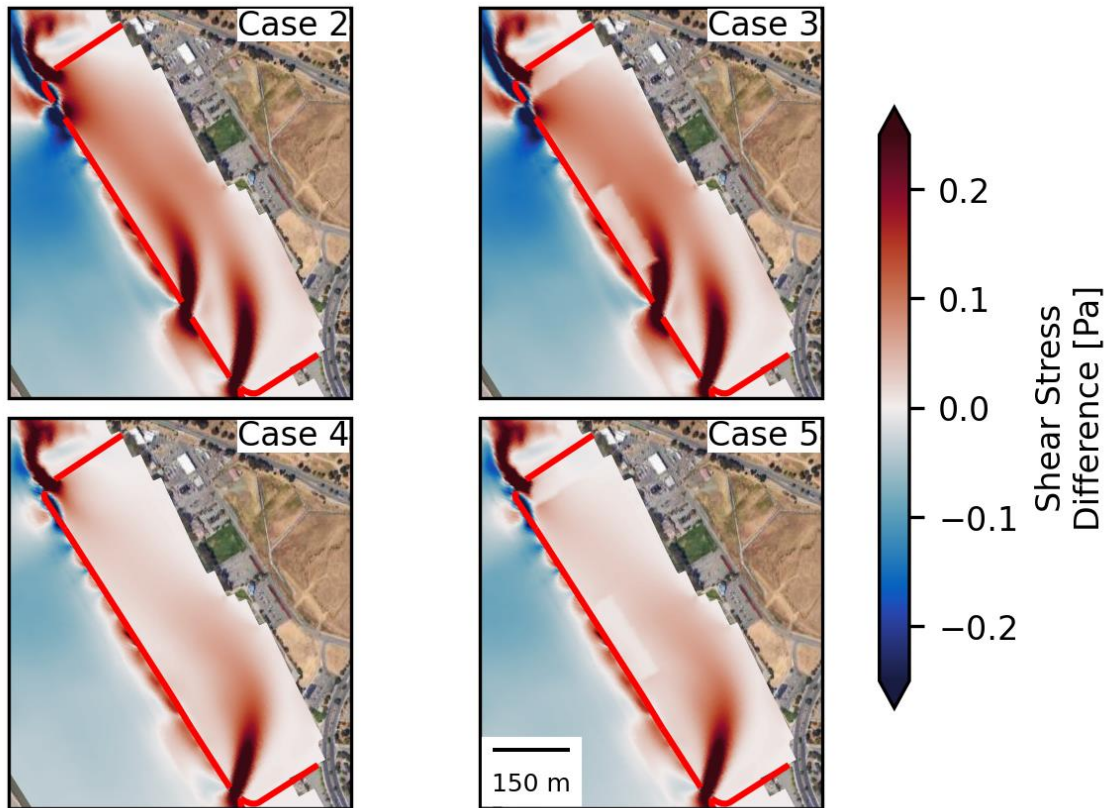 Case 2
Case 3
Case 4
Case 5
150 m
0.2
0.1
0.0
−0.1
−0.2
Shear Stress
Difference [Pa]